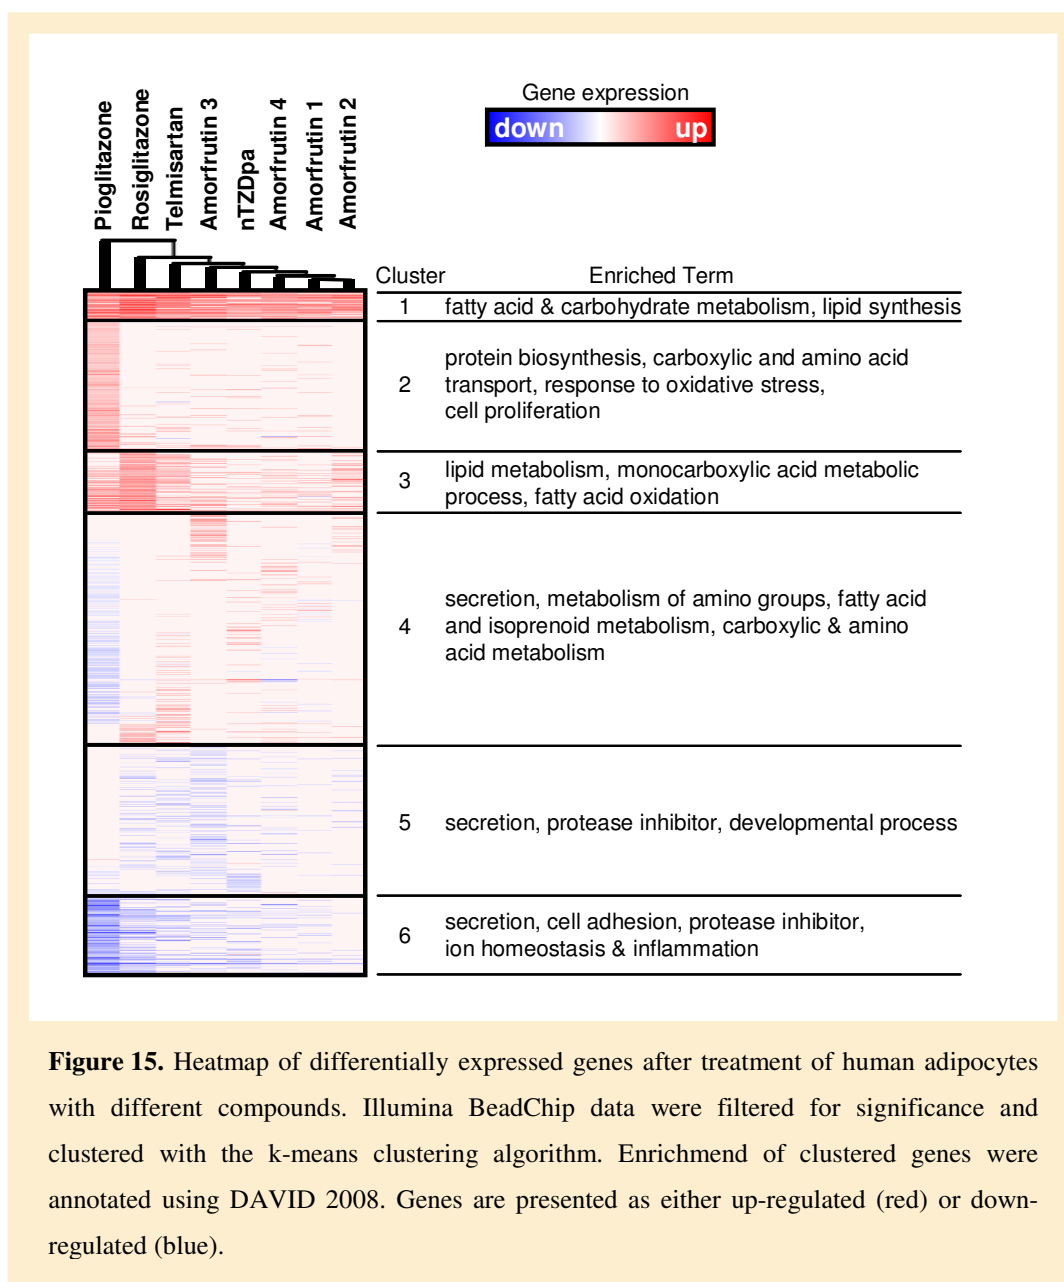 Gene expression
down up
Pioglitazone
Rosiglitazone
Telmisartan
Amorfrutin 3
nTZDpa
Amorfrutin 4
Amorfrutin 1
Amorfrutin 2
Cluster Enriched Term
1 fatty acid & carbohydrate metabolism, lipid synthesis
2 protein biosynthesis, carboxylic and amino acid
transport, response to oxidative stress,
cell proliferation
3 lipid metabolism, monocarboxylic acid metabolic
process, fatty acid oxidation
4 secretion, metabolism of amino groups, fatty acid
and isoprenoid metabolism, carboxylic & amino
acid metabolism
5 secretion, protease inhibitor, developmental process
6 secretion, cell adhesion, protease inhibitor,
ion homeostasis & inflammation
Figure 15. Heatmap of differentially expressed genes after treatment of human adipocytes
with different compounds. Illumina BeadChip data were filtered for significance and
clustered with the k-means clustering algorithm. Enrichmend of clustered genes were
annotated using DAVID 2008. Genes are presented as either up-regulated (red) or down-
regulated (blue).